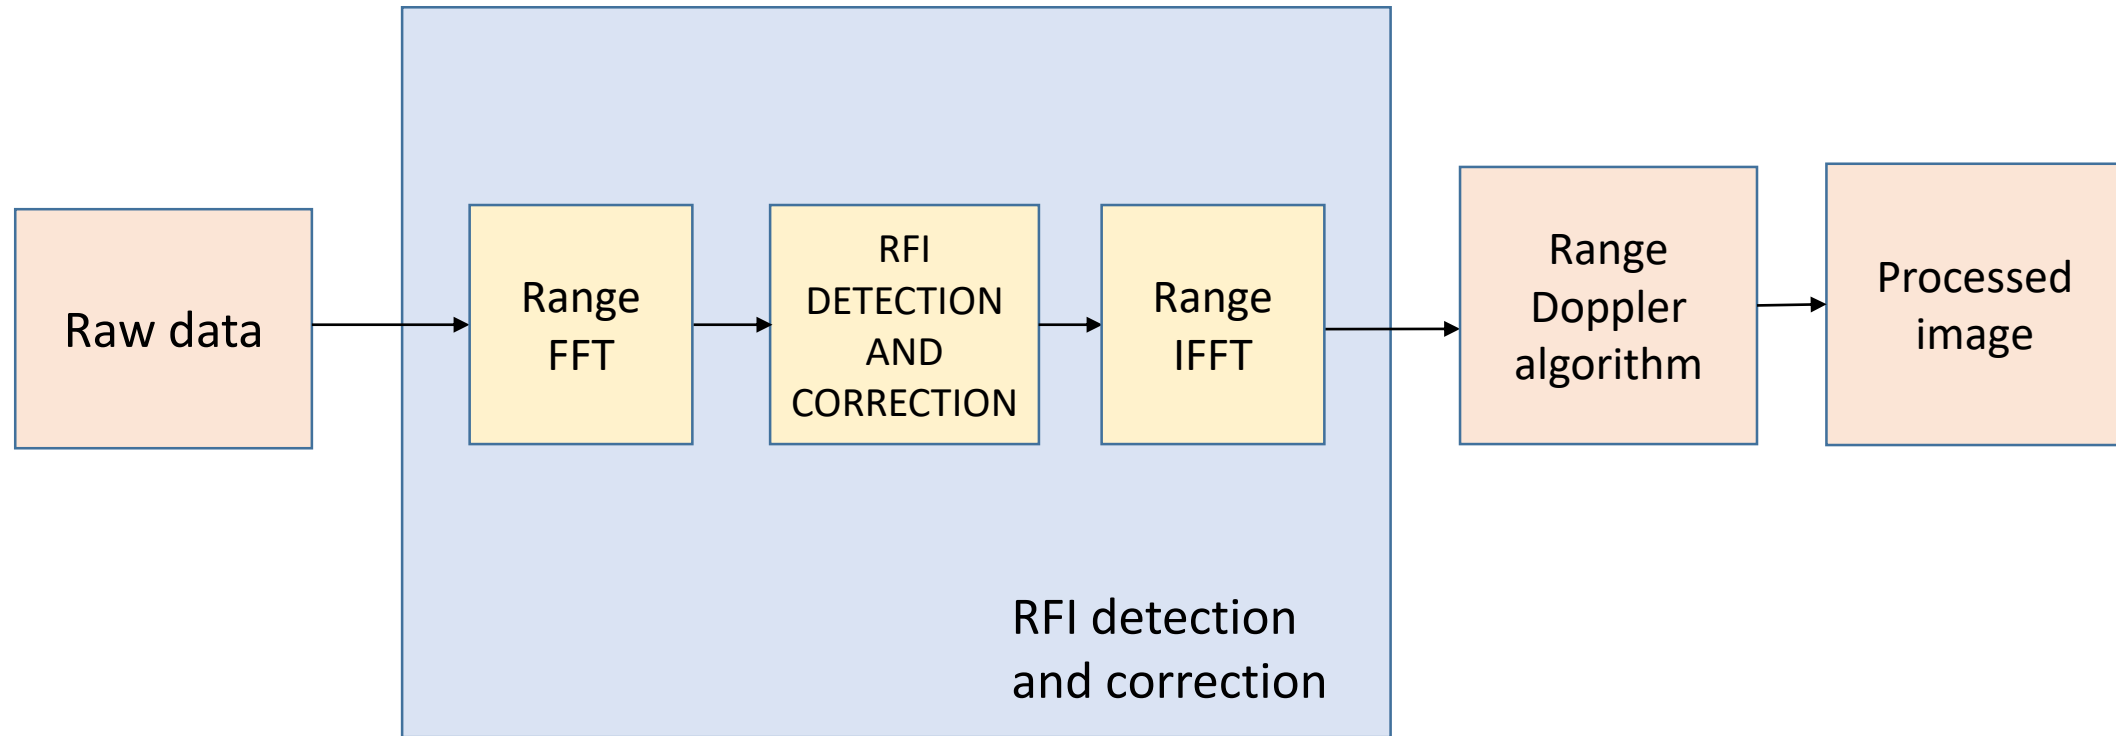 Raw data
Range
FFT
RFI
DETECTION
AND
CORRECTION
Range
IFFT
Range
Doppler
algorithm
Processed
image
RFI detection
and correction